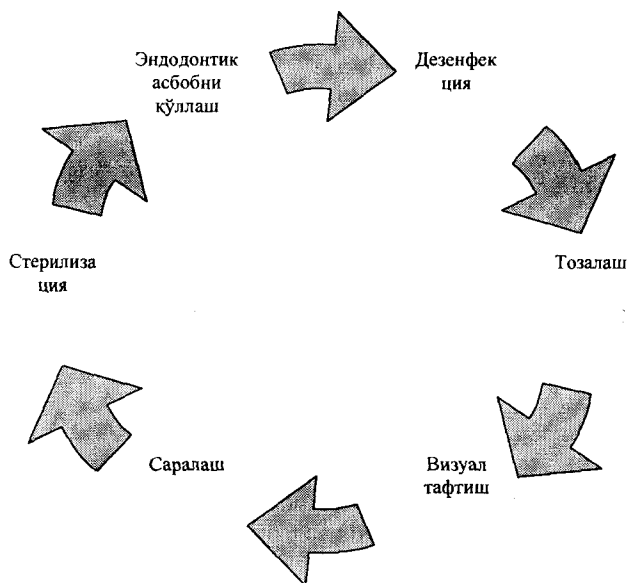 Эндодонтик
асбобни
қўллаш
Дезенфек
ция
Тозалаш
Визуал
тафтиш
Саралаш
Стерилиза
ция